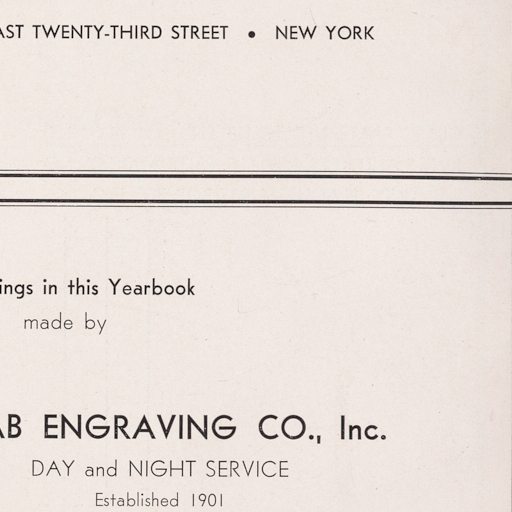 AST TWENTY-THIRD STREET • NEW YORK
ings in this Yearbook
made by
AB ENGRAVING CO., Inc.
DAY and NIGHT SERVICE
Established 1901